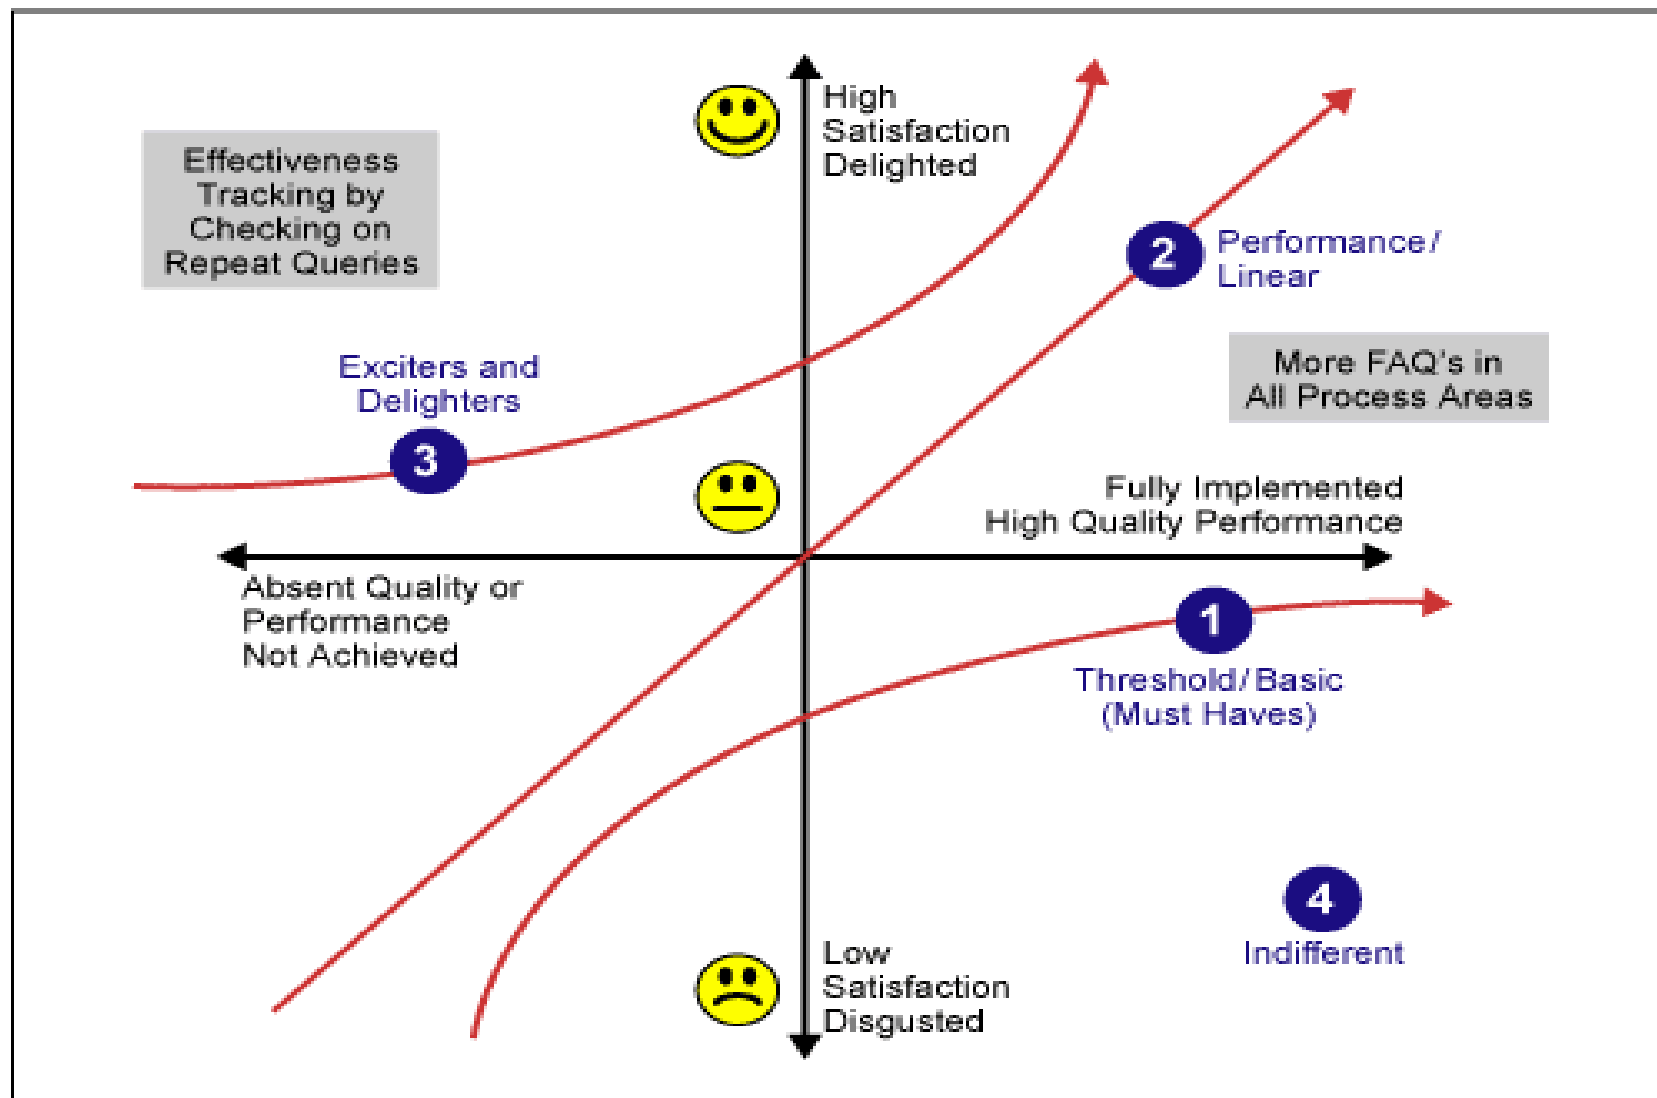 High
Satisfaction
Delighted
Effectiveness
Tracking by
Checking on
Repeat Queries
2
Performance/
Linear
More FAQ's in
All Process Areas
Exciters and
Delighters
3
Fully Implemented
High Quality Performance
Absent Quality or
Performance
Not Achieved
1
Threshold/Basic
(Must Haves)
4
Indifferent
Low
Satisfaction
Disgusted